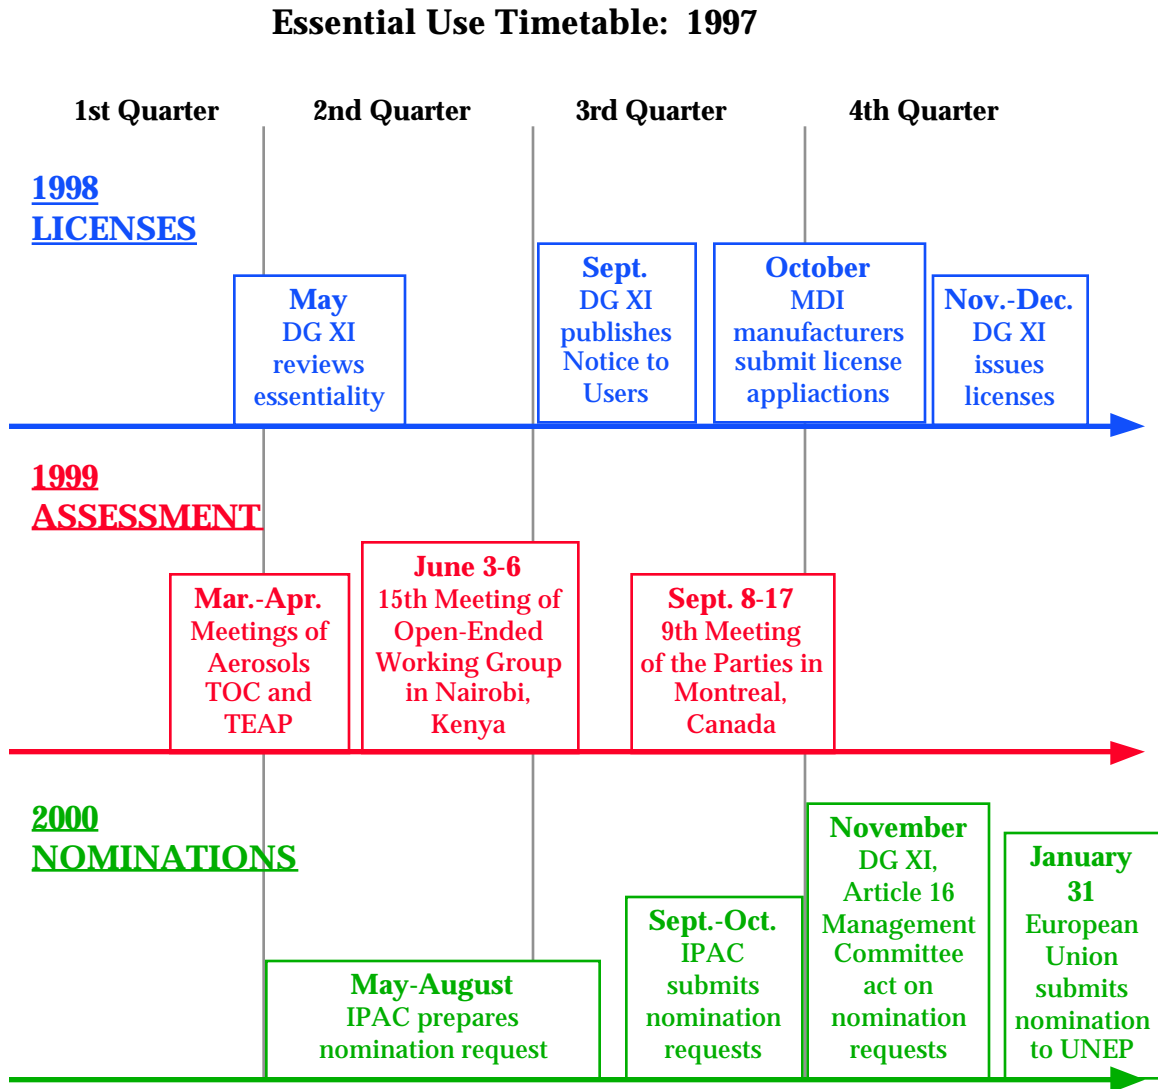 Essential Use Timetable: 1997
1st Quarter
2nd Quarter
3rd Quarter
4th Quarter
1998
LICENSES
May
DG XI
reviews
essentiality
Sept.
DG XI
publishes
Notice to
Users
October
MDI
manufacturers
submit license
appliactions
Nov.-Dec.
DG XI
issues
licenses
1999
ASSESSMENT
Mar.-Apr.
Meetings of
Aerosols
TOC and
TEAP
June 3-6
15th Meeting of
Open-Ended
Working Group
in Nairobi,
Kenya
Sept. 8-17
9th Meeting
of the Parties in
Montreal,
Canada
2000
NOMINATIONS
May-August
IPAC prepares
nomination request
Sept.-Oct.
IPAC
submits
nomination
requests
November
DG XI,
Article 16
Management
Committee
act on
nomination
requests
January
31
European
Union
submits
nomination
to UNEP